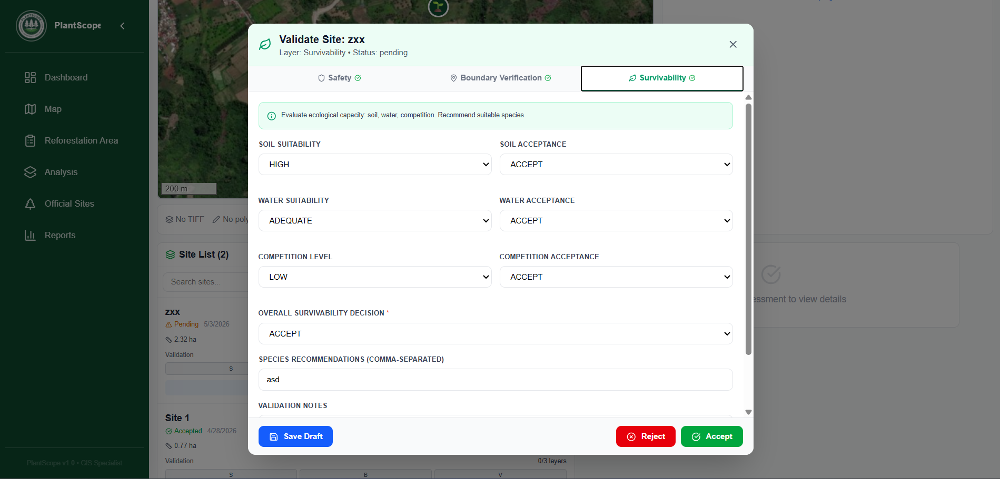 PlantScope
Dashboard
Map
Reforestation Area
Analysis
Official Sites
Reports
PlantScope v1.0 • GIS Specialist
200 m
No TIFF No poly
Site List (2)
Search sites...
zxx
Pending 5/3/2026
2.32 ha
Validation
S
Site 1
Accepted 4/28/2026
0.77 ha
Validation
0/3 layers
S B V
essment to view details
Validate Site: zxx
Layer: Survivability • Status: pending
Safety Boundary Verification Survivability
Evaluate ecological capacity: soil, water, competition. Recommend suitable species.
SOIL SUITABILITY SOIL ACCEPTANCE
HIGH ACCEPT
WATER SUITABILITY WATER ACCEPTANCE
ADEQUATE ACCEPT
COMPETITION LEVEL COMPETITION ACCEPTANCE
LOW ACCEPT
OVERALL SURVIVABILITY DECISION *
ACCEPT
SPECIES RECOMMENDATIONS (COMMA-SEPARATED)
asd
VALIDATION NOTES
Save Draft Reject Accept